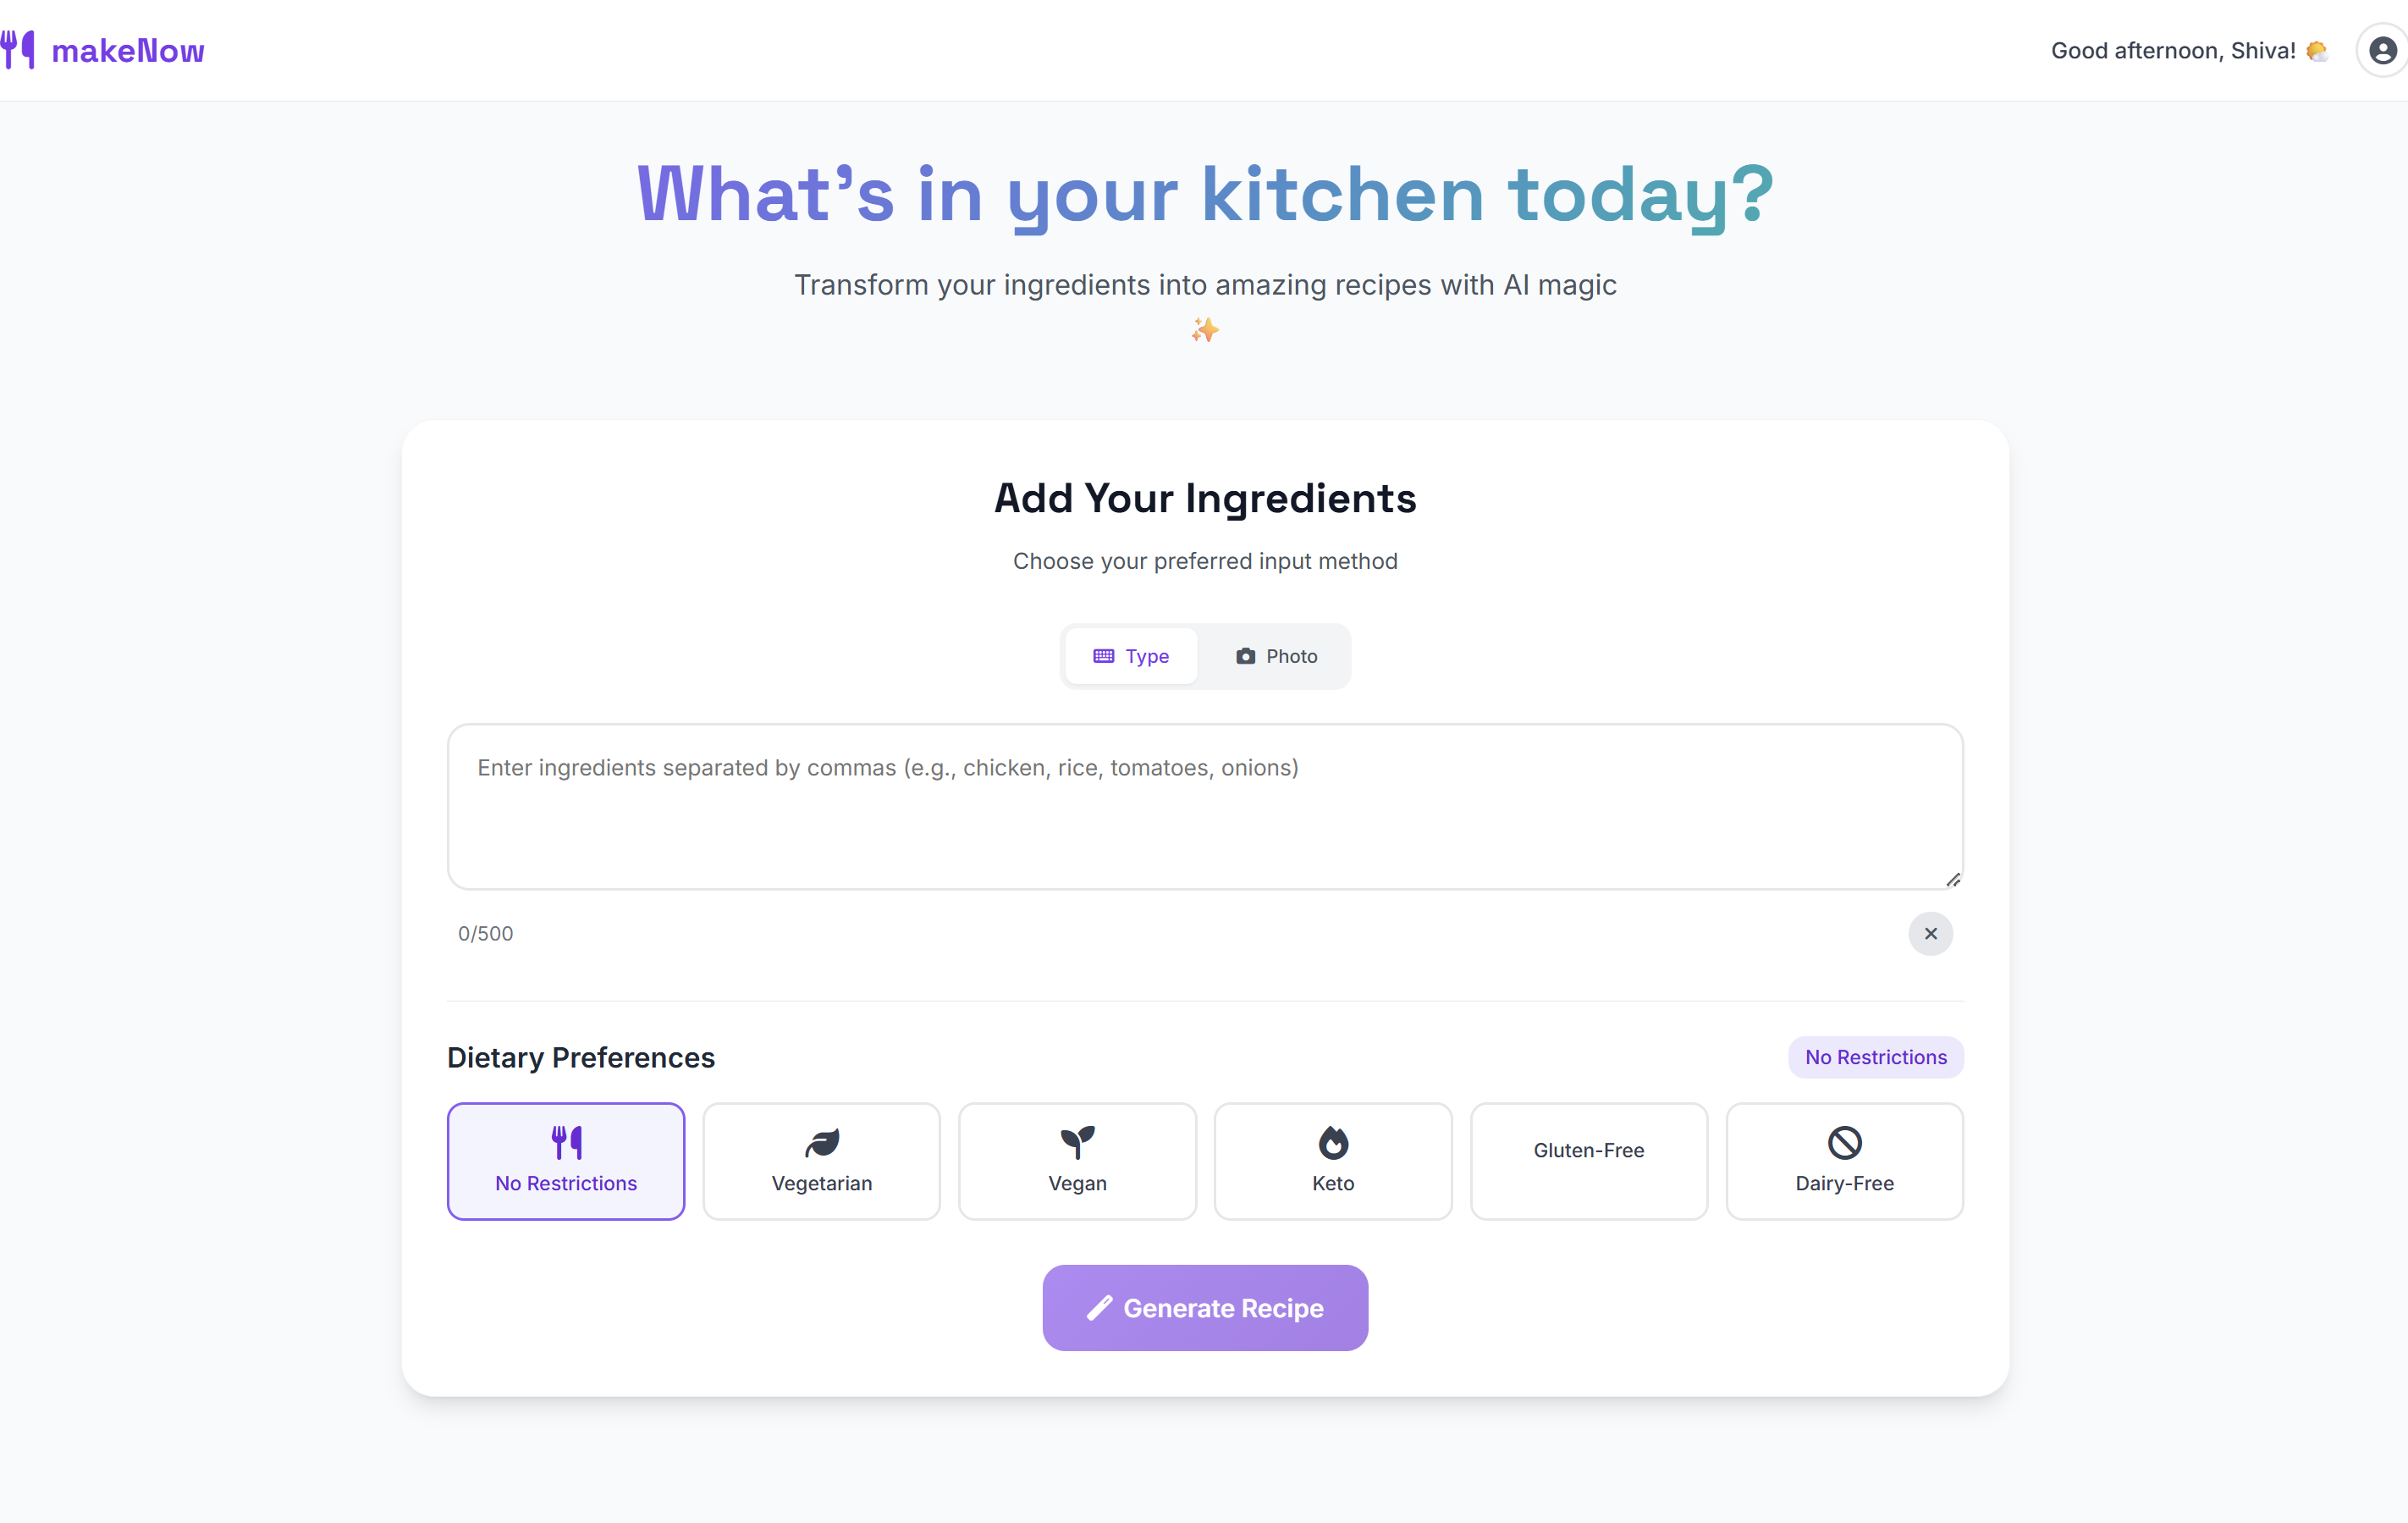 makeNow
Good afternoon, Shiva! 🌤️
What's in your kitchen today?
Transform your ingredients into amazing recipes with AI magic
✨
Add Your Ingredients
Choose your preferred input method
Type
Photo
Enter ingredients separated by commas (e.g., chicken, rice, tomatoes, onions)
0/500
Dietary Preferences
No Restrictions
No Restrictions
Vegetarian
Vegan
Keto
Gluten-Free
Dairy-Free
Generate Recipe